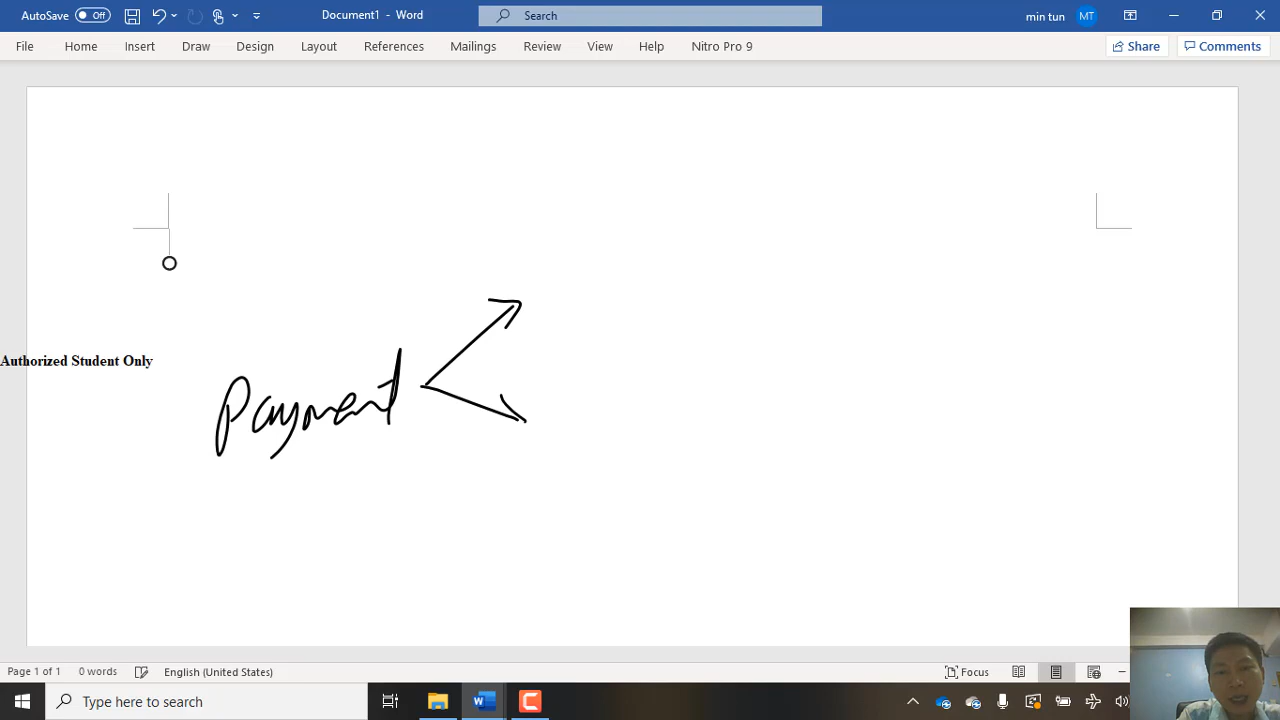 AutoSave Off Document1 - Word Search min tun MT
File Home Insert Draw Design Layout References Mailings Review View Help Nitro Pro 9 Share Comments
Authorized Student Only
Payment
Page 1 of 1 0 words English (United States) Focus
Type here to search